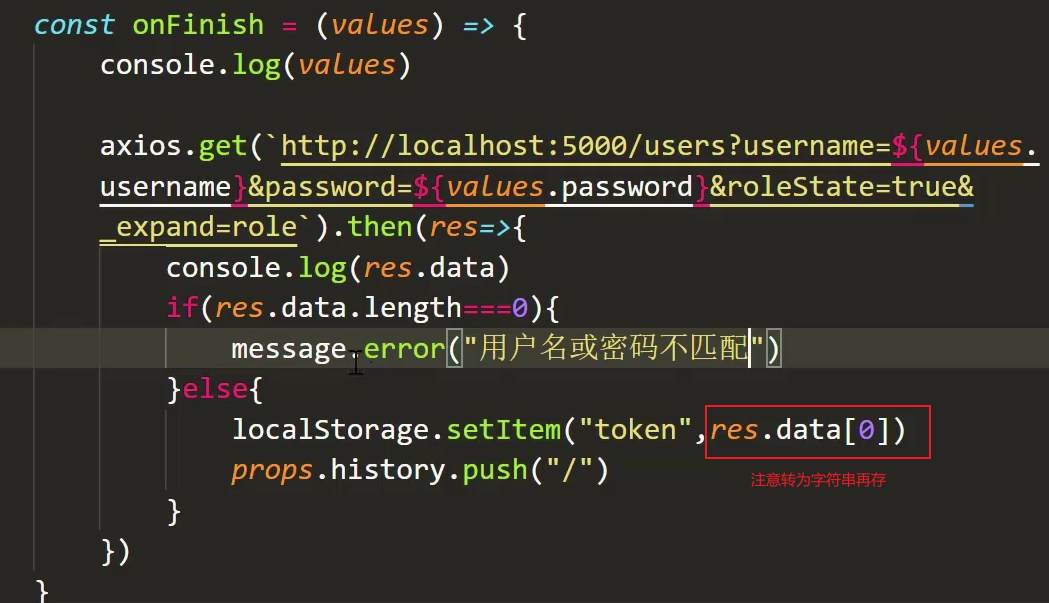 const onFinish = (values) => {
console.log(values)
axios.get(`http://localhost:5000/users?username=${values.
username}&password=${values.password}&roleState=true&
_expand=role`).then(res=>{
console.log(res.data)
if(res.data.length===0){
message.error("用户名或密码不匹配")
}else{
localStorage.setItem("token",res.data[0])
props.history.push("/")
注意转为字符串再存
}
})
}